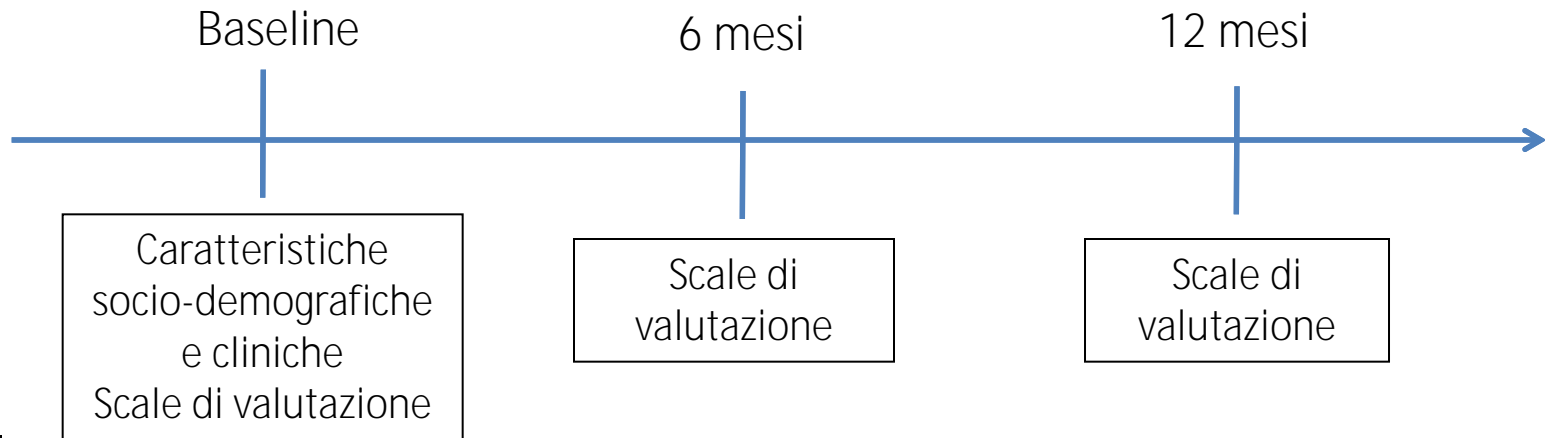 Baseline
6 mesi
12 mesi
Caratteristiche
socio-demografiche
e cliniche
Scale di valutazione
Scale di
valutazione
Scale di
valutazione